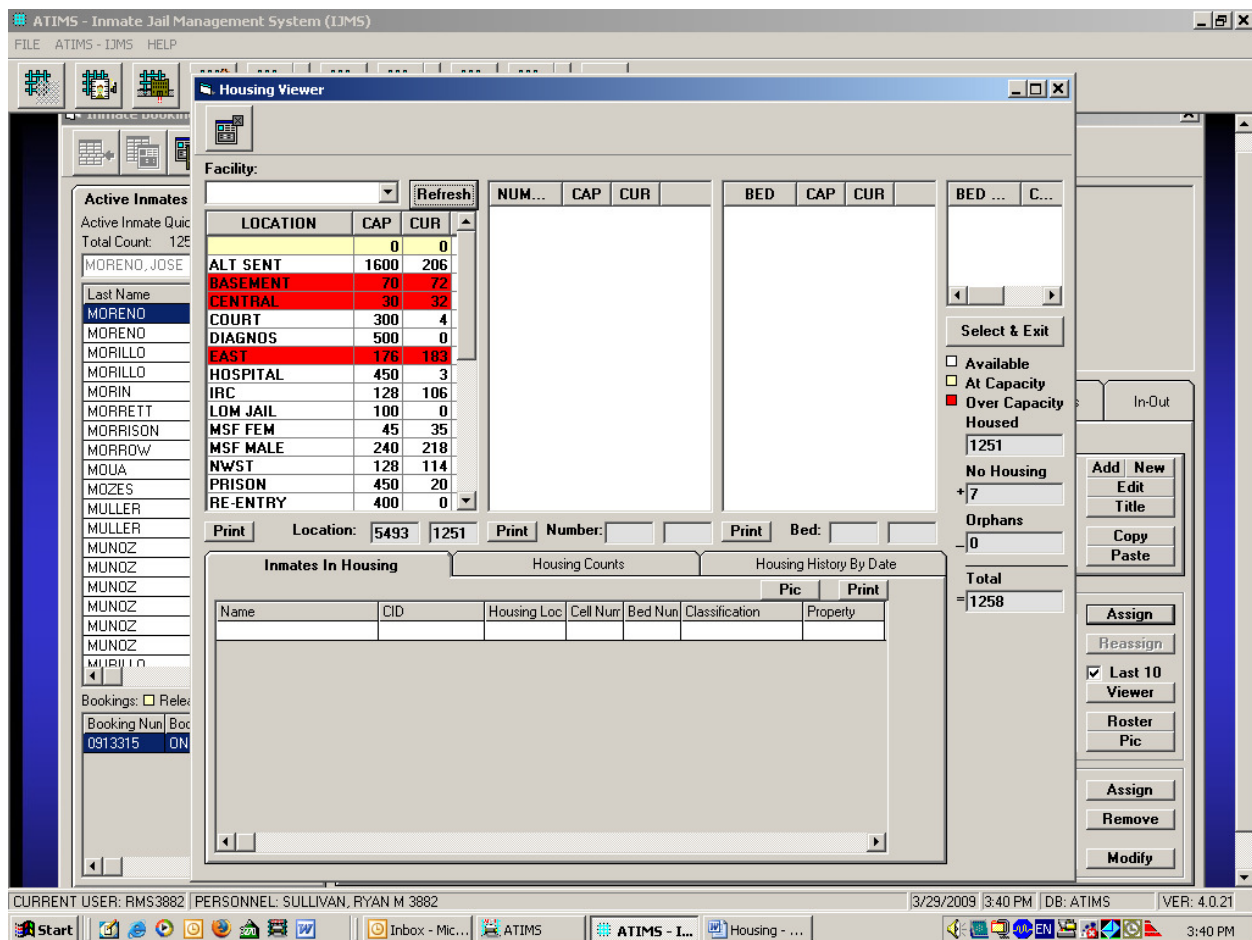 ATIMS - Inmate Jail Management System (IJMS)
FILE ATIMS - IJMS HELP
Housing Viewer
Facility:
Refresh
LOCATION CAP CUR
0 0
ALT SENT 1600 206
BASEMENT 70 72
CENTRAL 30 32
COURT 300 4
DIAGNOS 500 0
EAST 176 183
HOSPITAL 450 3
IRC 128 106
LOM JAIL 100 0
MSF FEM 45 35
MSF MALE 240 218
NWST 128 114
PRISON 450 20
RE-ENTRY 400 0
Print Location: 5493 1251
NUM... CAP CUR
Print Number:
BED CAP CUR
Print Bed:
BED ... C...
Select & Exit
Available
At Capacity
Over Capacity
Housed
1251
No Housing
+ 7
Orphans
- 0
Total
= 1258
Inmates In Housing Housing Counts Housing History By Date
Pic Print
Name CID Housing Loc Cell Num Bed Nun Classification Property
Inmate Bookin
Active Inmates
Active Inmate Quic
Total Count: 125
MORENO, JOSE
Last Name
MORENO
MORENO
MORILLO
MORILLO
MORIN
MORRETT
MORRISON
MORROW
MOUA
MOZES
MULLER
MULLER
MUNOZ
MUNOZ
MUNOZ
MUNOZ
MUNOZ
MUNOZ
MURILLO
Bookings: Relea
Booking Nun Boo
0913315 ON
s In-Out
Add New
Edit
Title
Copy
Paste
Assign
Reassign
Last 10
Viewer
Roster
Pic
Assign
Remove
Modify
CURRENT USER: RMS3882 PERSONNEL: SULLIVAN, RYAN M 3882 3/29/2009 3:40 PM DB: ATIMS VER: 4.0.21
Start Inbox - Mic... ATIMS ATIMS - I... Housing - ... EN 3:40 PM